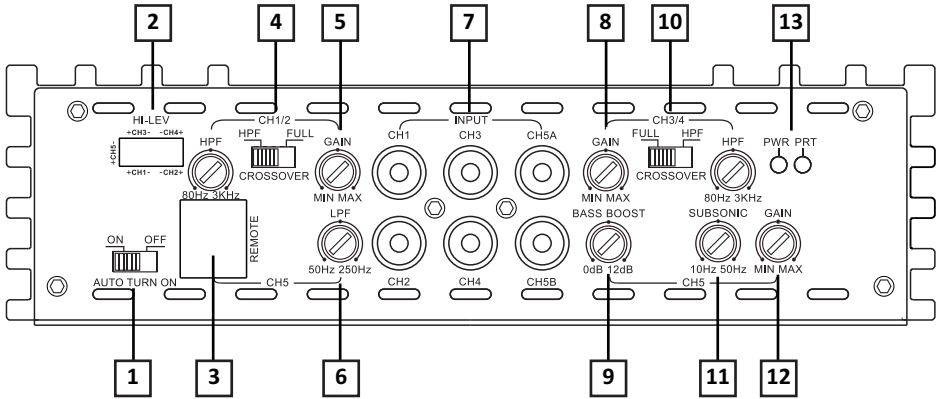 2 4 5 7 8 10 13
HI-LEV CH1/2 INPUT CH3/4
+CH3- -CH4+
+CH5-
+CH1- -CH2+
HPF
HPF FULL
CROSSOVER
80Hz 3KHz
GAIN
MIN MAX
CH1 CH3 CH5A
GAIN
MIN MAX
FULL HPF
CROSSOVER
HPF
80Hz 3KHz
PWR PRT
ON OFF
AUTO TURN ON
REMOTE
LPF
50Hz 250Hz
CH5
CH2 CH4 CH5B
BASS BOOST
0dB 12dB
SUBSONIC
10Hz 50Hz
GAIN
MIN MAX
CH5
1 3 6 9 11 12